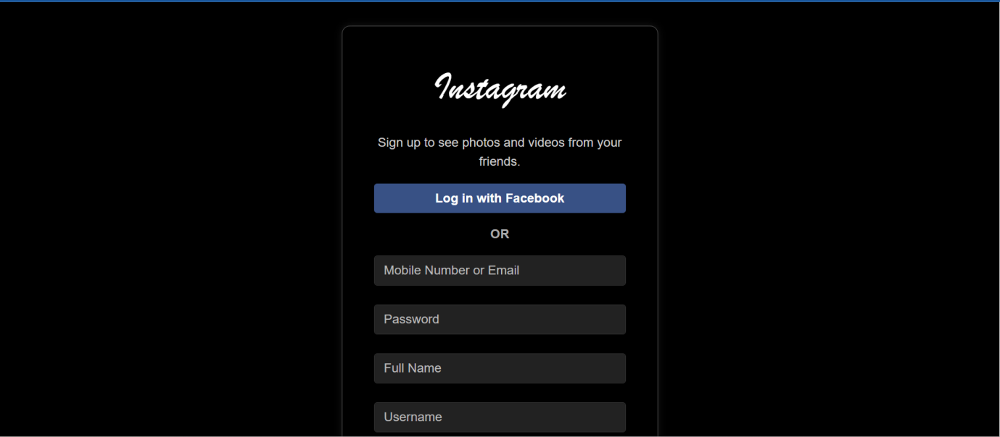 Instagram
Sign up to see photos and videos from your
friends.
Log in with Facebook
OR
Mobile Number or Email
Password
Full Name
Username